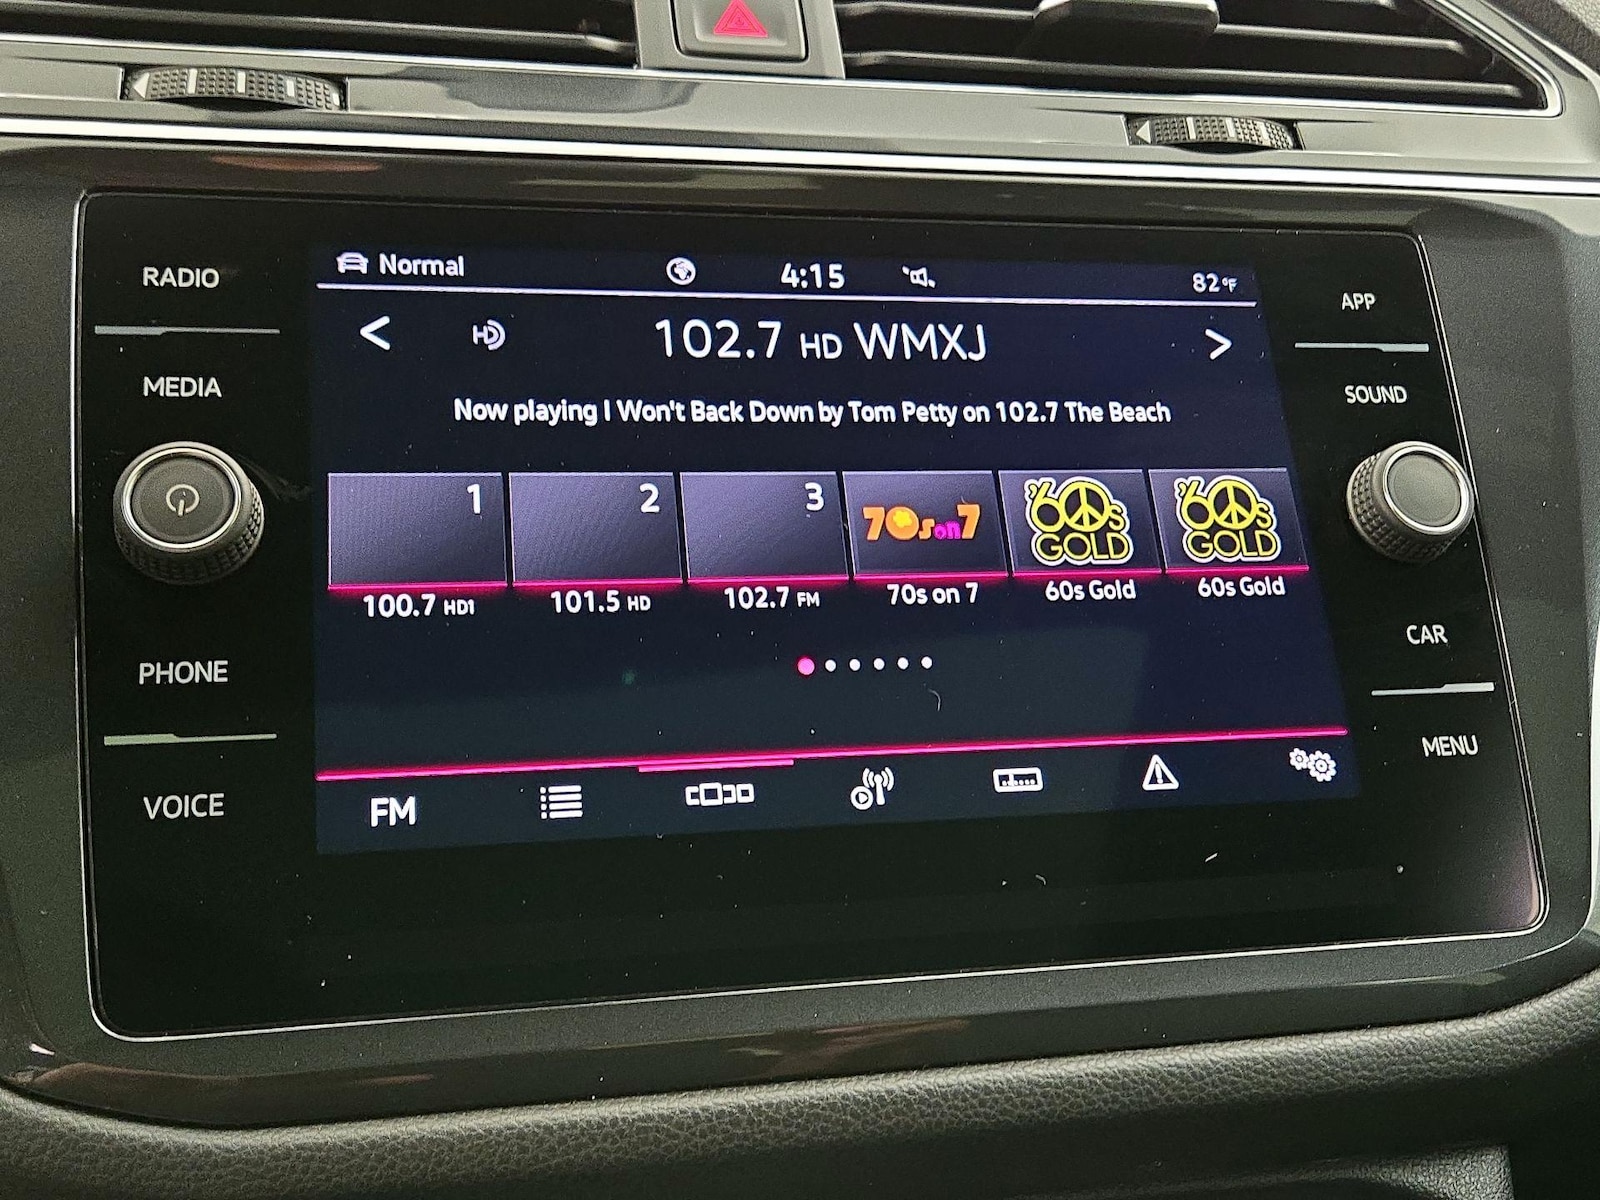 RADIO
MEDIA
PHONE
VOICE
Normal
4:15
82°F
HD
102.7 HD WMXJ
Now playing I Won't Back Down by Tom Petty on 102.7 The Beach
1
2
3
70s on 7
'60s GOLD
'60s GOLD
100.7 HD1
101.5 HD
102.7 FM
70s on 7
60s Gold
60s Gold
FM
APP
SOUND
CAR
MENU